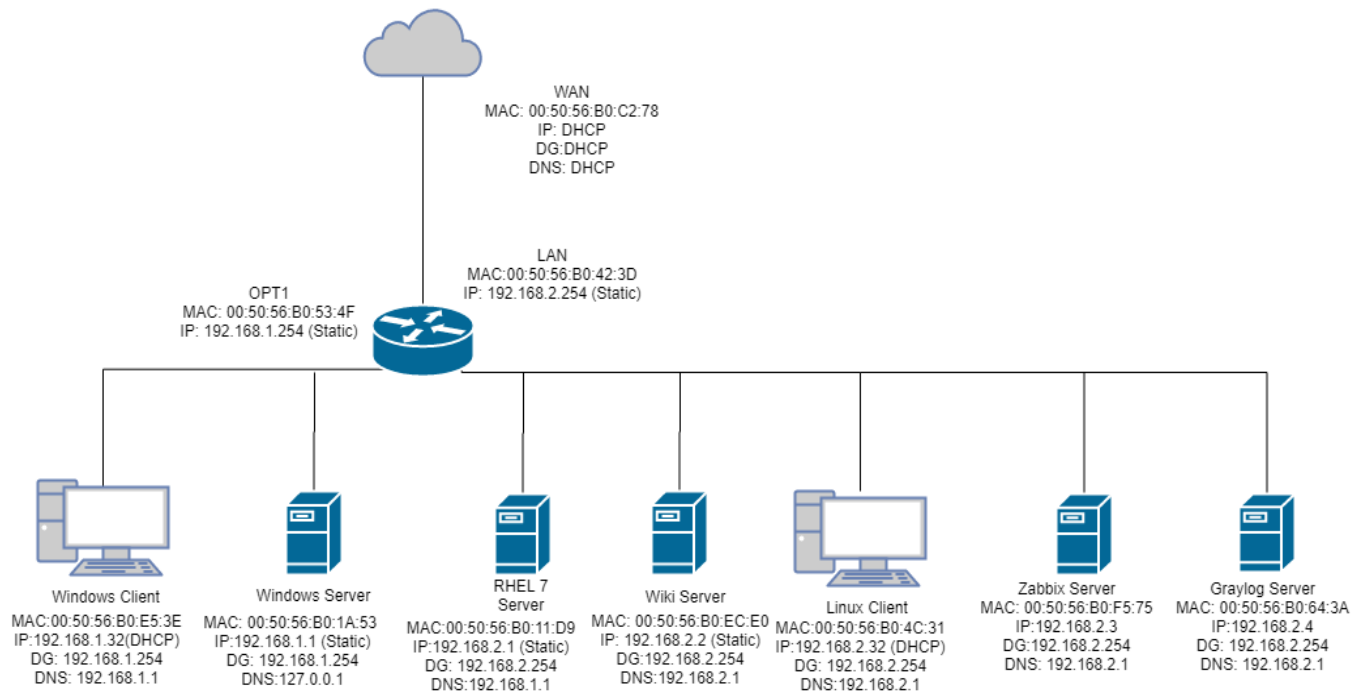 WAN
MAC: 00:50:56:B0:C2:78
IP: DHCP
DG:DHCP
DNS: DHCP
LAN
MAC:00:50:56:B0:42:3D
IP: 192.168.2.254 (Static)
OPT1
MAC: 00:50:56:B0:53:4F
IP: 192.168.1.254 (Static)
Windows Client
MAC:00:50:56:B0:E5:3E
IP:192.168.1.32(DHCP)
DG: 192.168.1.254
DNS: 192.168.1.1
Windows Server
MAC: 00:50:56:B0:1A:53
IP:192.168.1.1 (Static)
DG: 192.168.1.254
DNS:127.0.0.1
RHEL 7
Server
MAC:00:50:56:B0:11:D9
IP:192.168.2.1 (Static)
DG: 192.168.2.254
DNS:192.168.1.1
Wiki Server
MAC: 00:50:56:B0:EC:E0
IP: 192.168.2.2 (Static)
DG:192.168.2.254
DNS:192.168.2.1
Linux Client
MAC:00:50:56:B0:4C:31
IP:192.168.2.32 (DHCP)
DG: 192.168.2.254
DNS:192.168.2.1
Zabbix Server
MAC: 00:50:56:B0:F5:75
IP:192.168.2.3
DG:192.168.2.254
DNS: 192.168.2.1
Graylog Server
MAC: 00:50:56:B0:64:3A
IP:192.168.2.4
DG: 192.168.2.254
DNS: 192.168.2.1